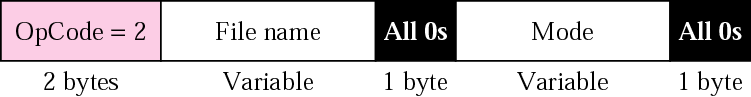 OpCode = 2 File name All 0s Mode All 0s
2 bytes Variable 1 byte Variable 1 byte